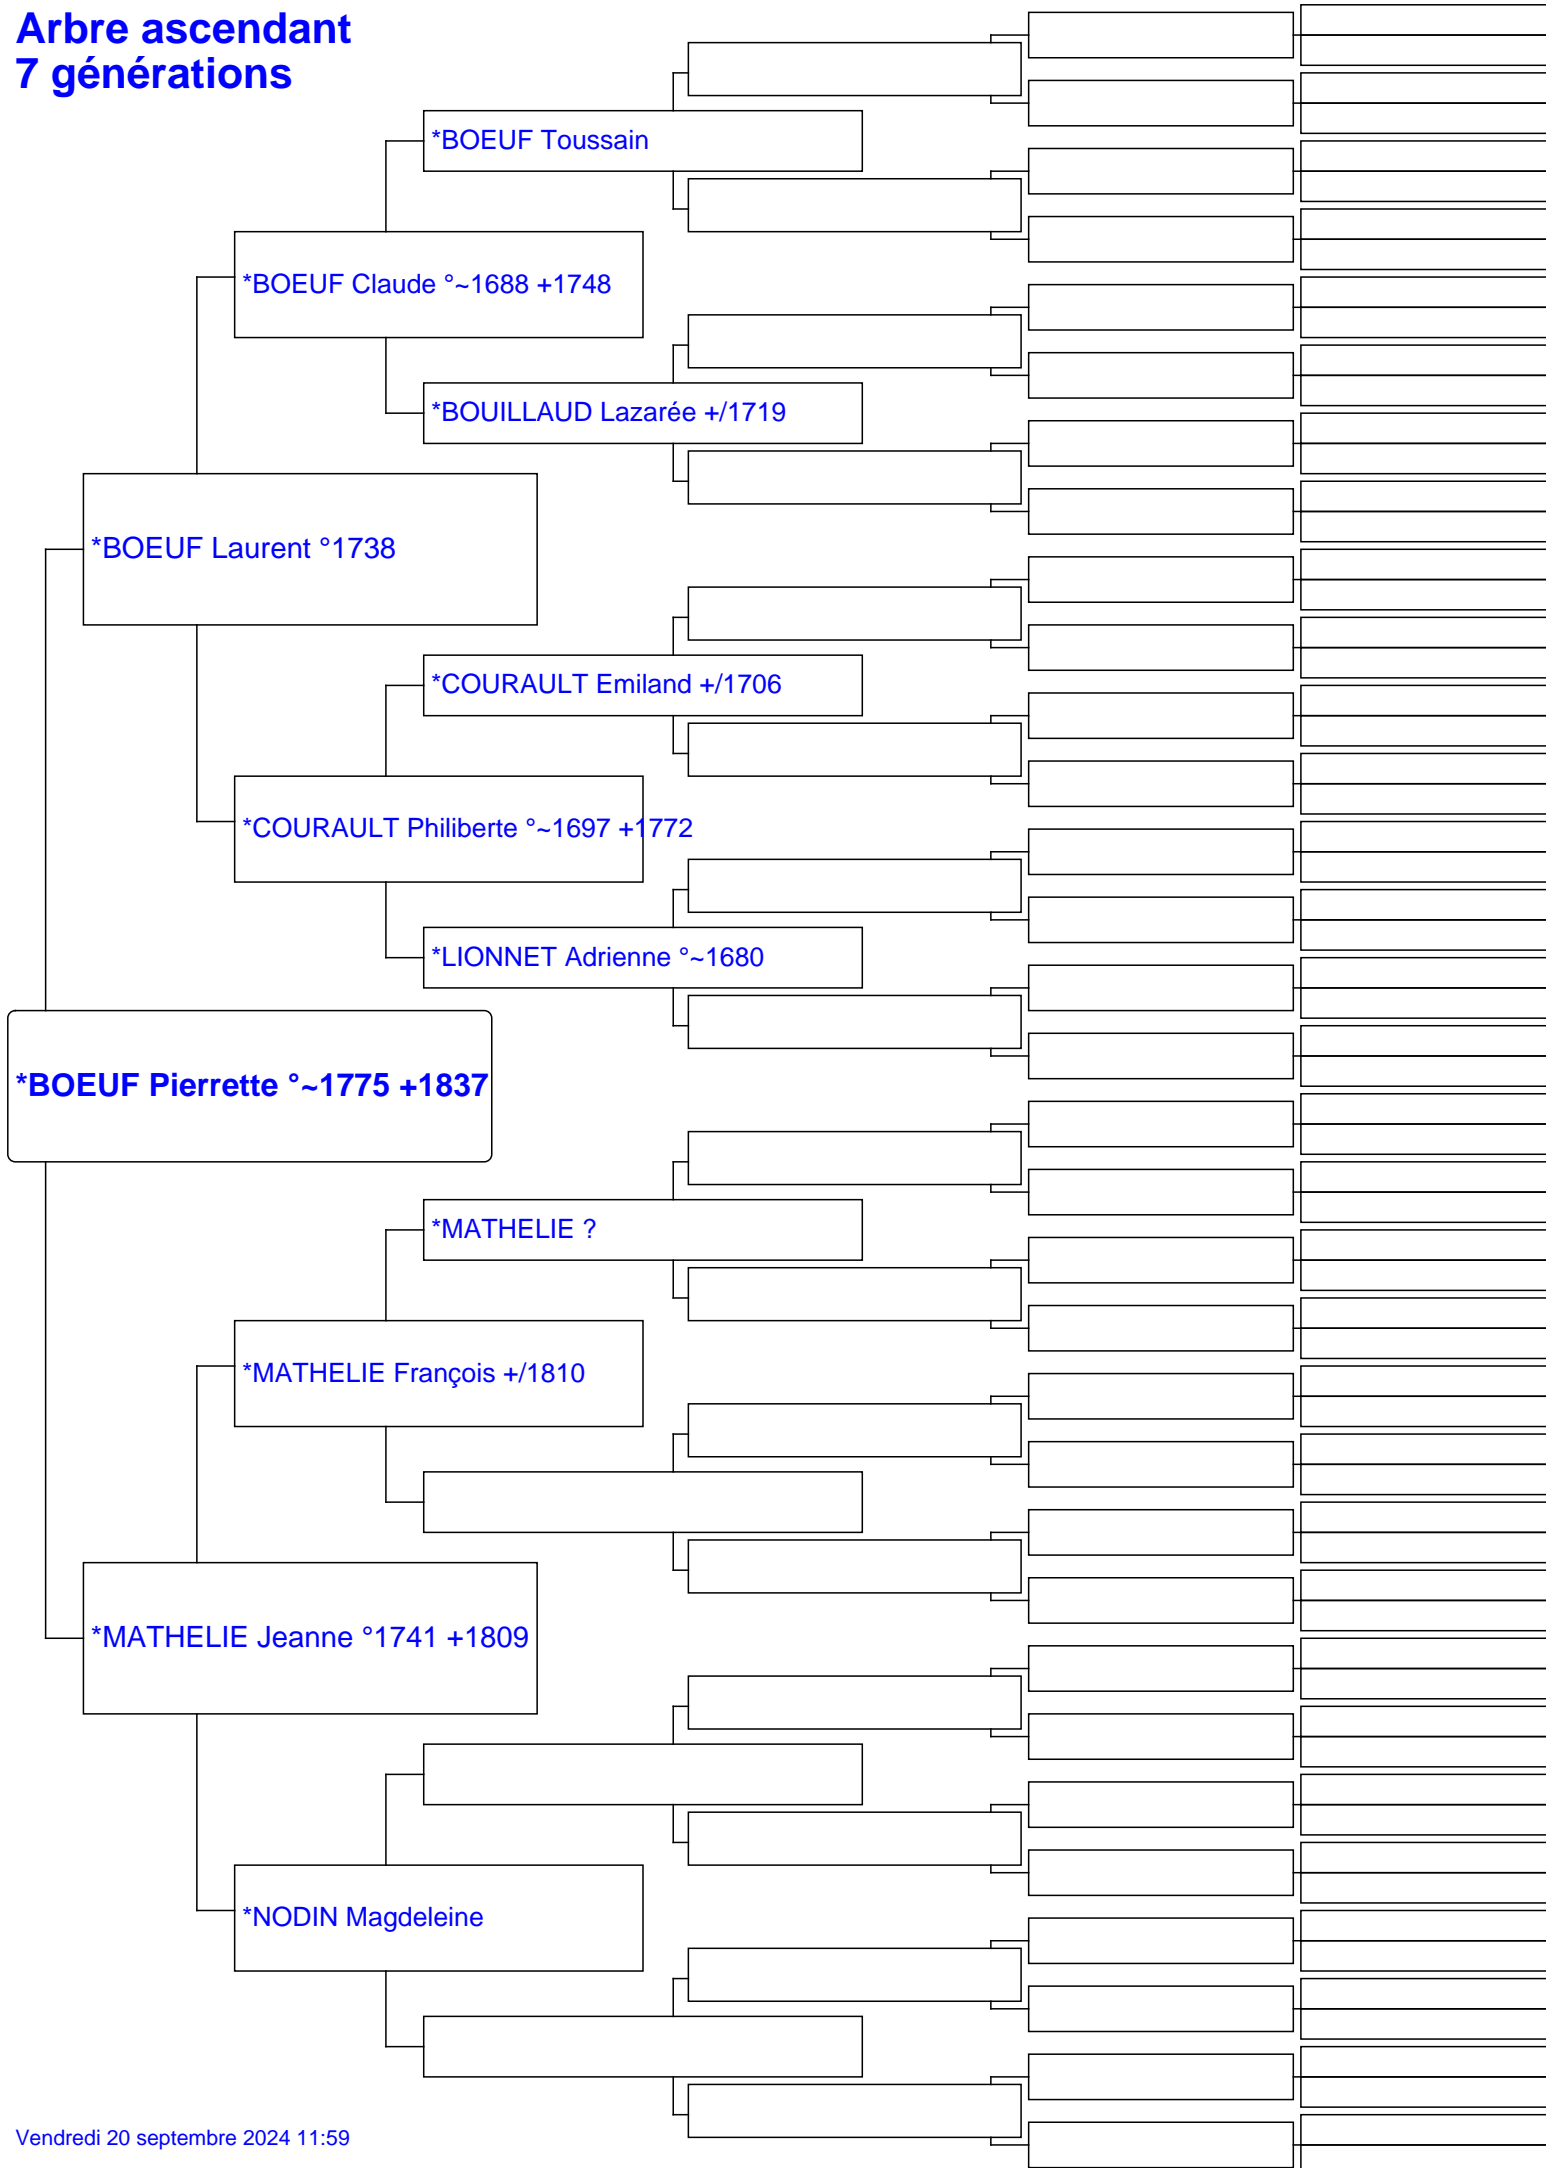 Arbre ascendant
7 générations
*BOEUF Toussain
*BOEUF Claude °~1688 +1748
*BOUILLAUD Lazarée +/1719
*BOEUF Laurent °1738
*COURAULT Emiland +/1706
*COURAULT Philiberte °~1697 +1772
*LIONNET Adrienne °~1680
*BOEUF Pierrette °~1775 +1837
*MATHELIE ?
*MATHELIE François +/1810
*MATHELIE Jeanne °1741 +1809
*NODIN Magdeleine
Vendredi 20 septembre 2024 11:59